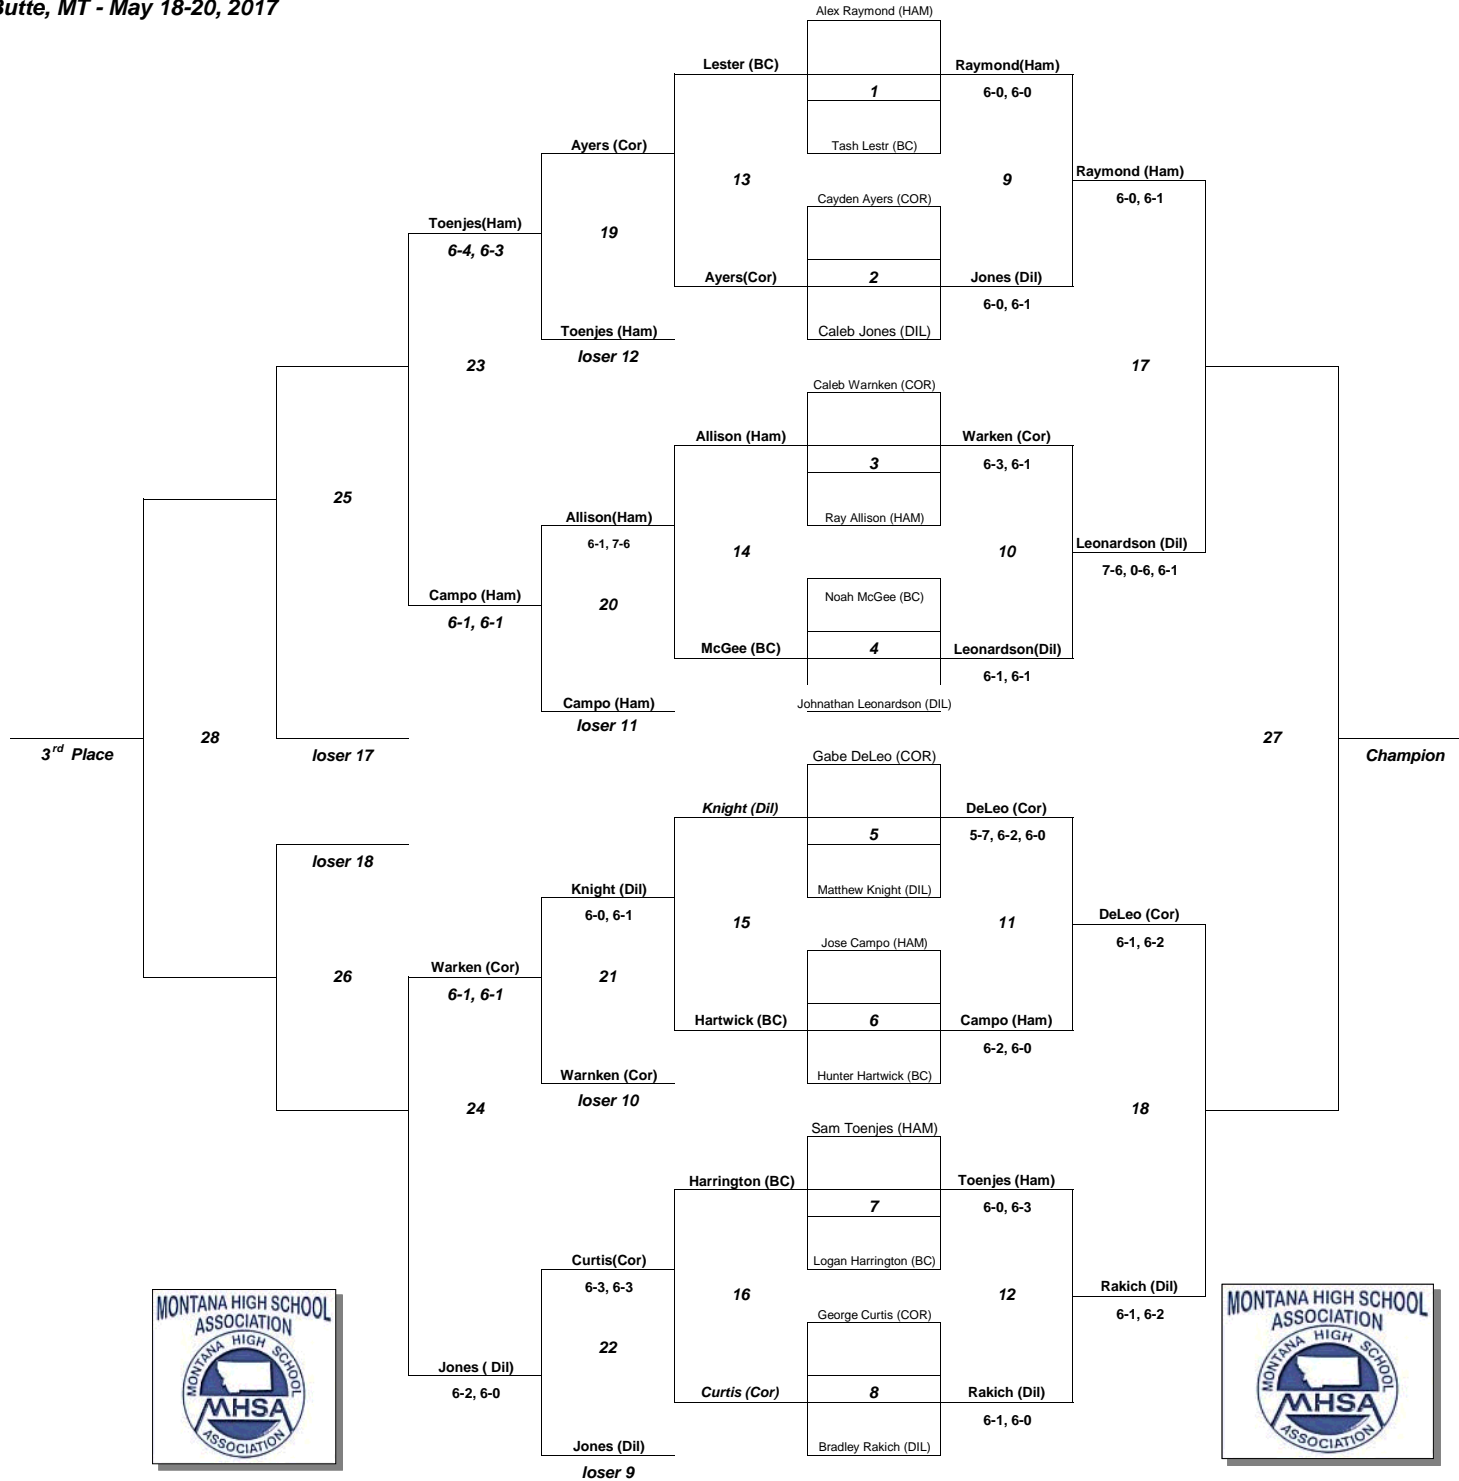 Butte, MT - May 18-20, 2017
Alex Raymond (HAM)
Lester (BC)
Raymond(Ham)
1
6-0, 6-0
Ayers (Cor)
Tash Lestr (BC)
13
9
Raymond (Ham)
6-0, 6-1
Cayden Ayers (COR)
Toenjes(Ham)
19
6-4, 6-3
Ayers(Cor)
2
Jones (Dil)
6-0, 6-1
Toenjes (Ham)
Caleb Jones (DIL)
loser 12
23
17
Caleb Warnken (COR)
Allison (Ham)
Warken (Cor)
3
6-3, 6-1
25
Allison(Ham)
Ray Allison (HAM)
6-1, 7-6
14
10
Leonardson (Dil)
7-6, 0-6, 6-1
Campo (Ham)
Noah McGee (BC)
20
6-1, 6-1
McGee (BC)
4
Leonardson(Dil)
6-1, 6-1
Campo (Ham)
Johnathan Leonardson (DIL)
loser 11
28
27
3rd Place
loser 17
Gabe DeLeo (COR)
Champion
Knight (Dil)
DeLeo (Cor)
5
5-7, 6-2, 6-0
loser 18
Knight (Dil)
Matthew Knight (DIL)
6-0, 6-1
15
11
DeLeo (Cor)
6-1, 6-2
Jose Campo (HAM)
Warken (Cor)
26
21
6-1, 6-1
Hartwick (BC)
6
Campo (Ham)
6-2, 6-0
Warnken (Cor)
Hunter Hartwick (BC)
loser 10
24
18
Sam Toenjes (HAM)
Harrington (BC)
Toenjes (Ham)
7
6-0, 6-3
Curtis(Cor)
Logan Harrington (BC)
6-3, 6-3
16
12
Rakich (Dil)
6-1, 6-2
George Curtis (COR)
22
Jones ( Dil)
6-2, 6-0
Curtis (Cor)
8
Rakich (Dil)
6-1, 6-0
Jones (Dil)
Bradley Rakich (DIL)
loser 9
MONTANA HIGH SCHOOL
ASSOCIATION
MONTANA HIGH SCHOOL
MHSA
ASSOCIATION
MONTANA HIGH SCHOOL
ASSOCIATION
MONTANA HIGH SCHOOL
MHSA
ASSOCIATION